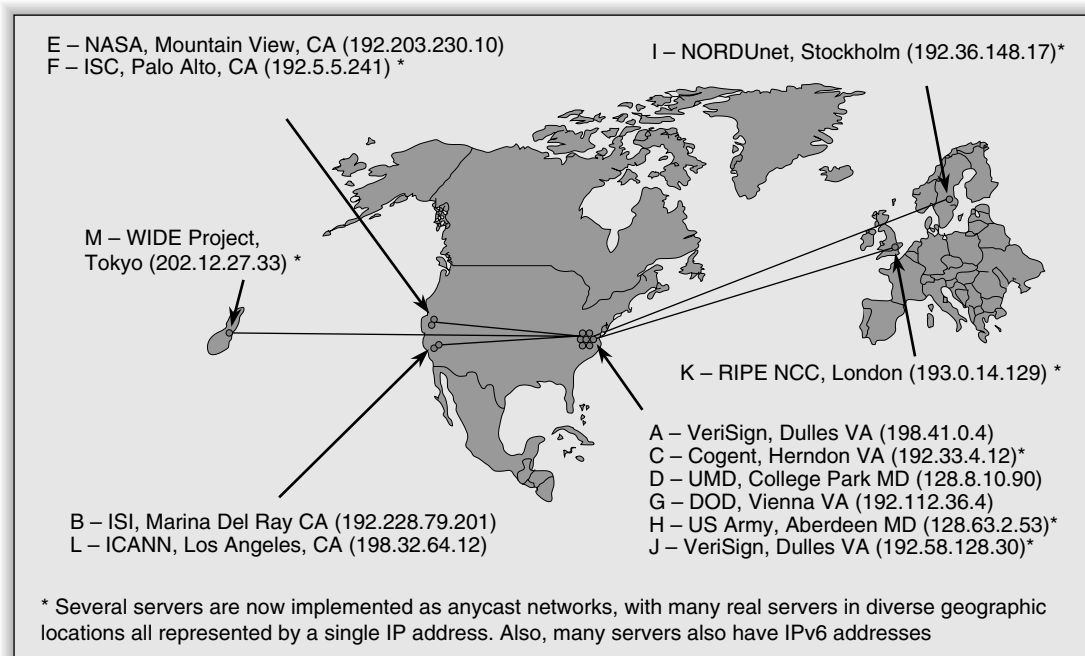 E – NASA, Mountain View, CA (192.203.230.10)
F – ISC, Palo Alto, CA (192.5.5.241) *
I – NORDUnet, Stockholm (192.36.148.17)*
M – WIDE Project,
Tokyo (202.12.27.33) *
K – RIPE NCC, London (193.0.14.129) *
A – VeriSign, Dulles VA (198.41.0.4)
C – Cogent, Herndon VA (192.33.4.12)*
D – UMD, College Park MD (128.8.10.90)
G – DOD, Vienna VA (192.112.36.4)
H – US Army, Aberdeen MD (128.63.2.53)*
J – VeriSign, Dulles VA (192.58.128.30)*
B – ISI, Marina Del Ray CA (192.228.79.201)
L – ICANN, Los Angeles, CA (198.32.64.12)
* Several servers are now implemented as anycast networks, with many real servers in diverse geographic
locations all represented by a single IP address. Also, many servers also have IPv6 addresses